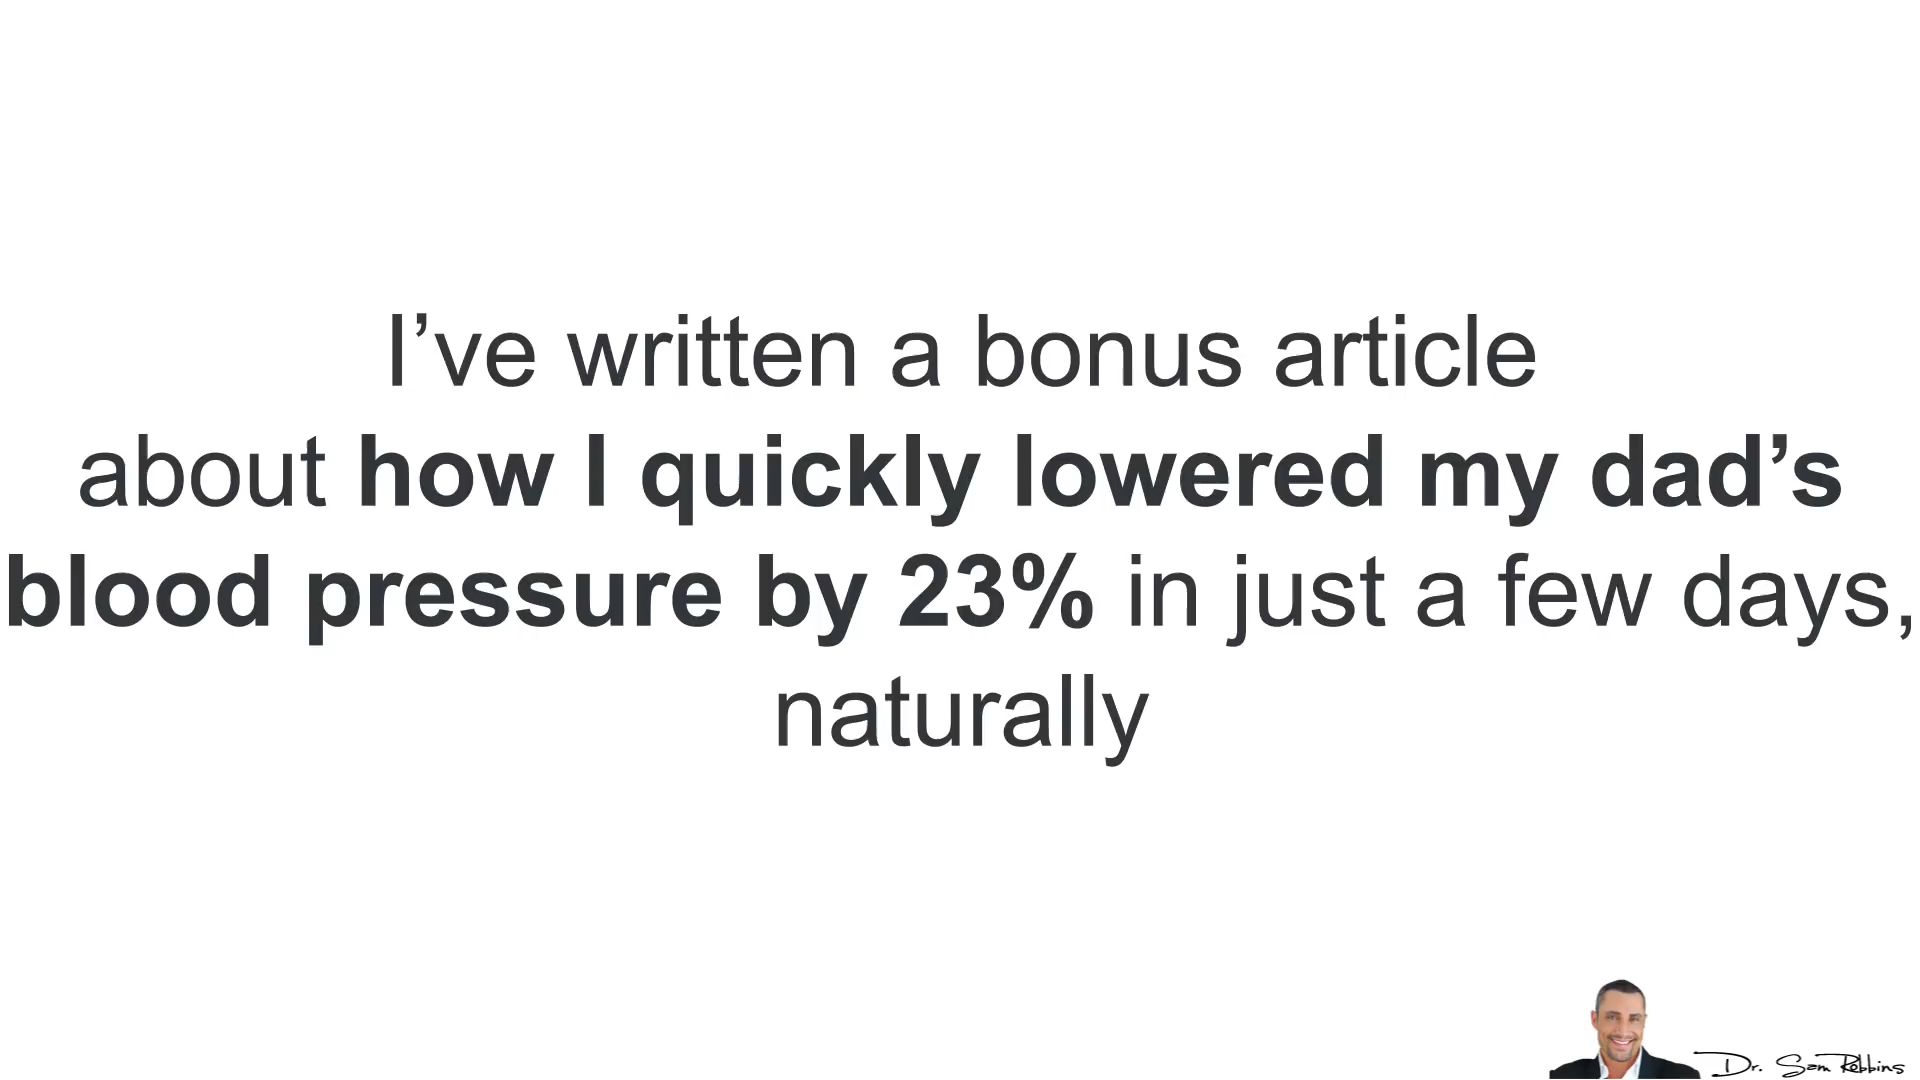 I’ve written a bonus article
about how I quickly lowered my dad’s
blood pressure by 23% in just a few days,
naturally
Dr. Sam Robbins